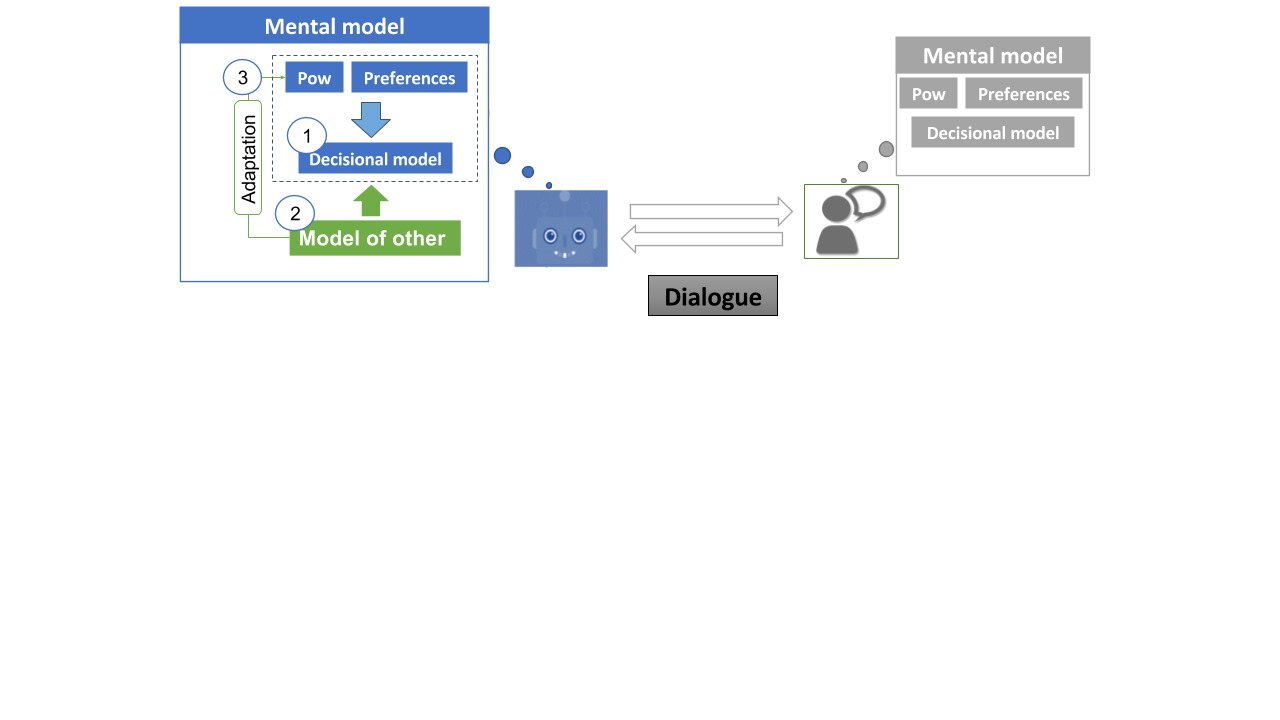 Mental model
3
Pow
Preferences
1
Decisional model
Adaptation
2
Model of other
Dialogue
Mental model
Pow
Preferences
Decisional model